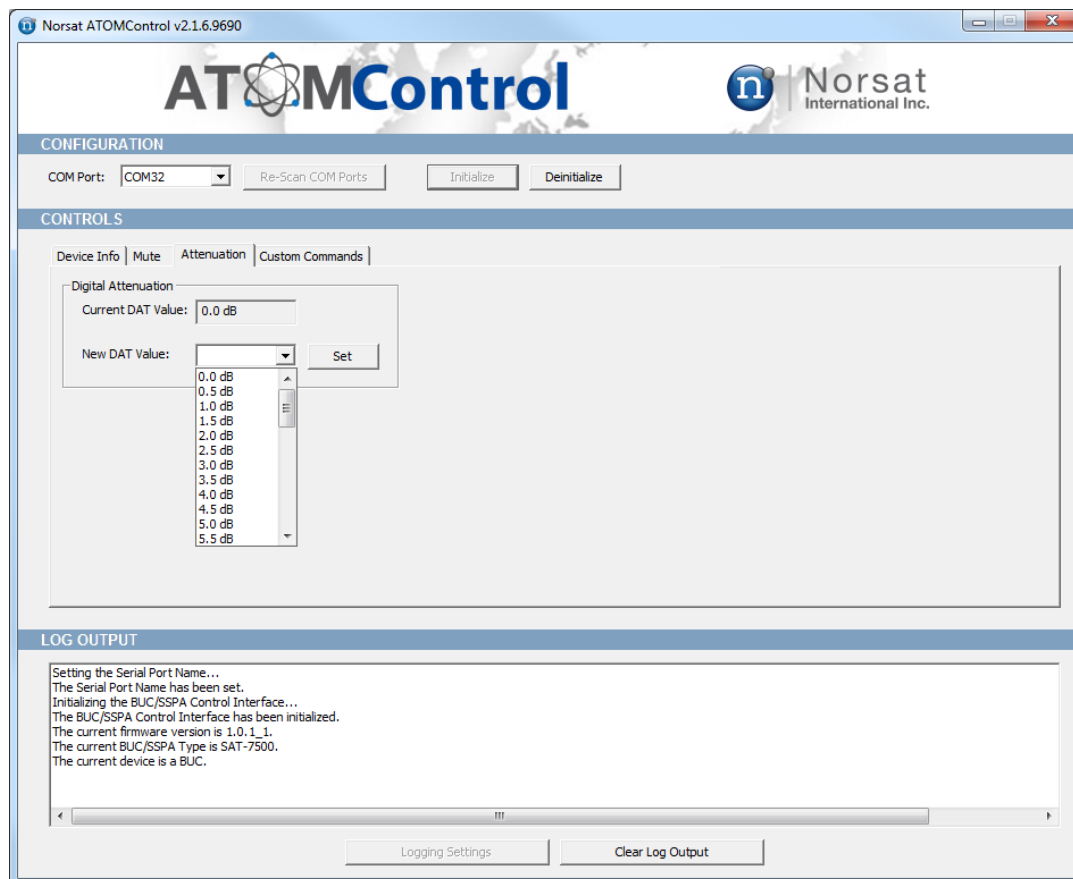 Norsat ATOMControl v2.1.6.9690
ATOMControl
n Norsat
International Inc.
CONFIGURATION
COM Port: COM32 Re-Scan COM Ports Initialize Deinitialize
CONTROLS
Device Info Mute Attenuation Custom Commands
Digital Attenuation
Current DAT Value: 0.0 dB
New DAT Value: Set
0.0 dB
0.5 dB
1.0 dB
1.5 dB
2.0 dB
2.5 dB
3.0 dB
3.5 dB
4.0 dB
4.5 dB
5.0 dB
5.5 dB
LOG OUTPUT
Setting the Serial Port Name...
The Serial Port Name has been set.
Initializing the BUC/SSPA Control Interface...
The BUC/SSPA Control Interface has been initialized.
The current firmware version is 1.0.1_1.
The current BUC/SSPA Type is SAT-7500.
The current device is a BUC.
Logging Settings Clear Log Output